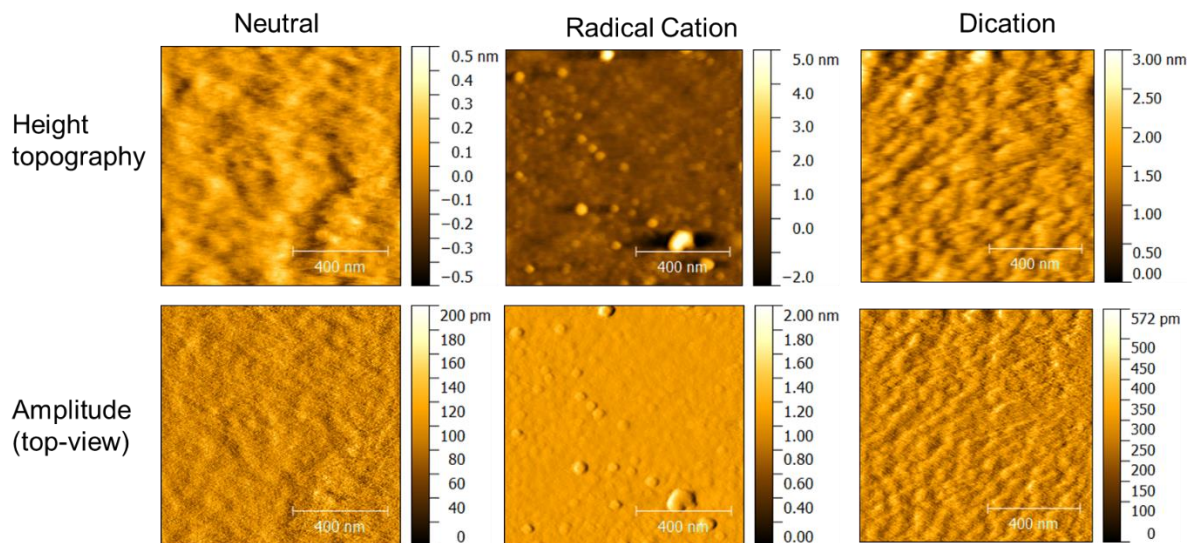 Neutral
Radical Cation
Dication
Height
topography
0.5 nm
0.4
0.3
0.2
0.1
0.0
−0.1
−0.2
−0.3
−0.5
400 nm
5.0 nm
4.0
3.0
2.0
1.0
0.0
−2.0
400 nm
3.00 nm
2.50
2.00
1.50
1.00
0.50
0.00
400 nm
Amplitude
(top-view)
200 pm
180
160
140
120
100
80
60
40
0
400 nm
2.00 nm
1.80
1.60
1.40
1.20
1.00
0.80
0.60
0.40
0.00
400 nm
572 pm
500
450
400
350
300
250
200
150
100
0
400 nm